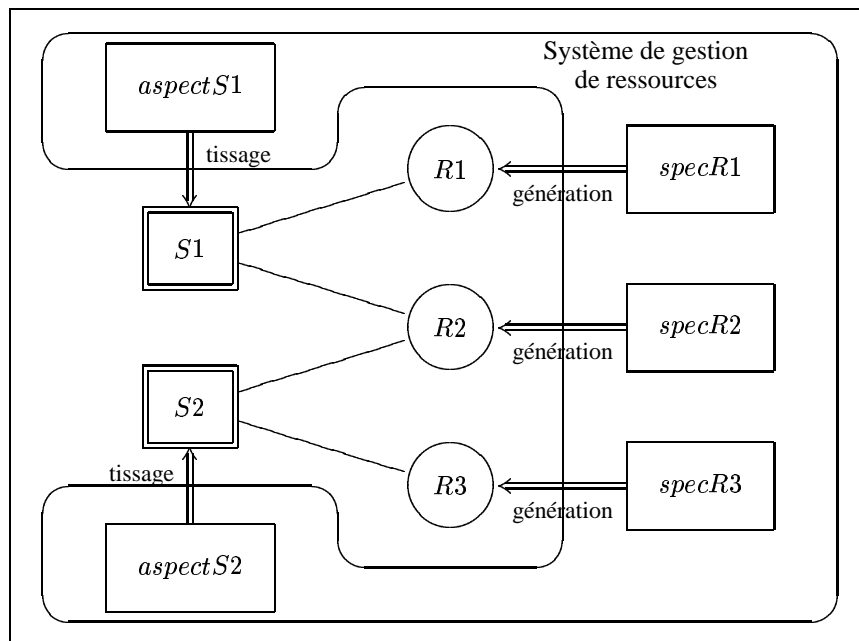 Système de gestion
de ressources
aspectS1
tissage
R1
specR1
génération
S1
R2
specR2
génération
S2
tissage
R3
specR3
génération
aspectS2